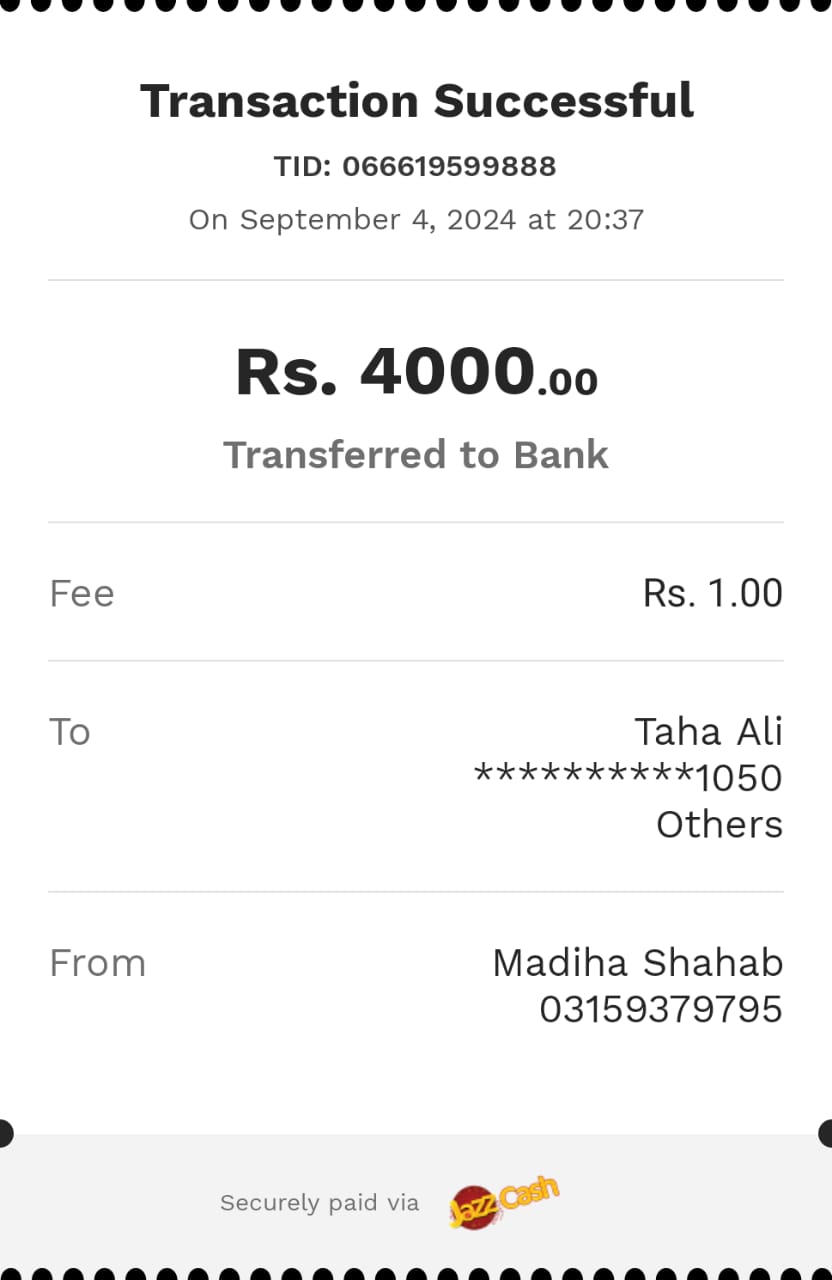 Transaction Successful
TID: 066619599888
On September 4, 2024 at 20:37
Rs. 4000.00
Transferred to Bank
Fee Rs. 1.00
To Taha Ali
**********1050
Others
From Madiha Shahab
03159379795
Securely paid via JazzCash